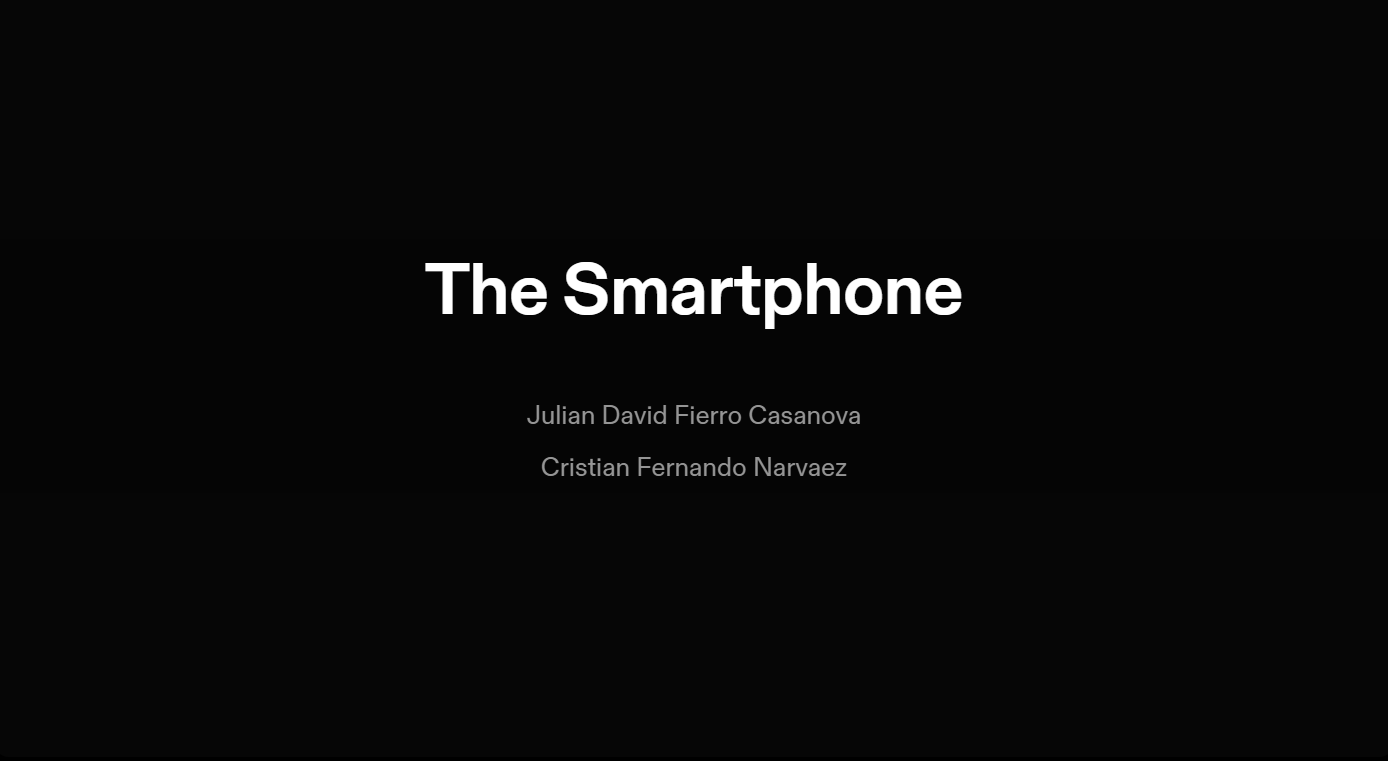 The Smartphone
Julian David Fierro Casanova
Cristian Fernando Narvaez